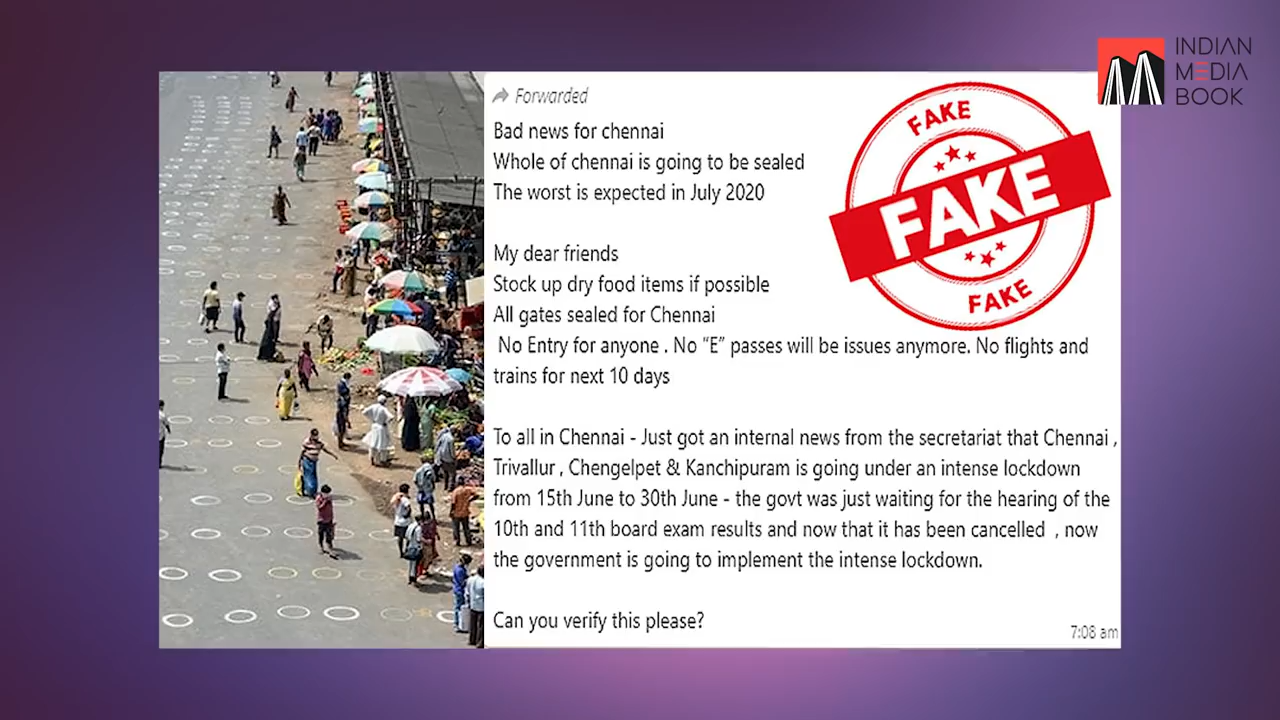 INDIAN
MEDIA
BOOK
Forwarded
FAKE
FAKE
FAKE
Bad news for chennai
Whole of chennai is going to be sealed
The worst is expected in July 2020
My dear friends
Stock up dry food items if possible
All gates sealed for Chennai
No Entry for anyone . No “E” passes will be issues anymore. No flights and
trains for next 10 days
To all in Chennai - Just got an internal news from the secretariat that Chennai ,
Trivallur , Chengelpet & Kanchipuram is going under an intense lockdown
from 15th June to 30th June - the govt was just waiting for the hearing of the
10th and 11th board exam results and now that it has been cancelled , now
the government is going to implement the intense lockdown.
Can you verify this please?
7:08 am